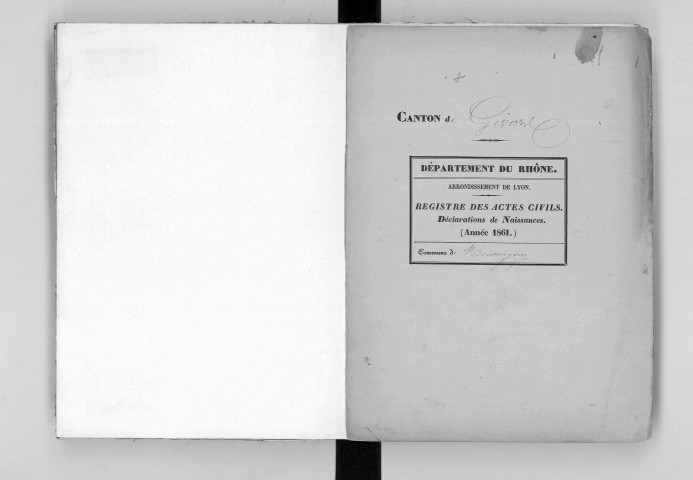 Canton de Givors
DÉPARTEMENT DU RHÔNE.
ARRONDISSEMENT DE LYON.
REGISTRE DES ACTES CIVILS.
Déclarations de Naissances.
(Année 1861.)
Commune de